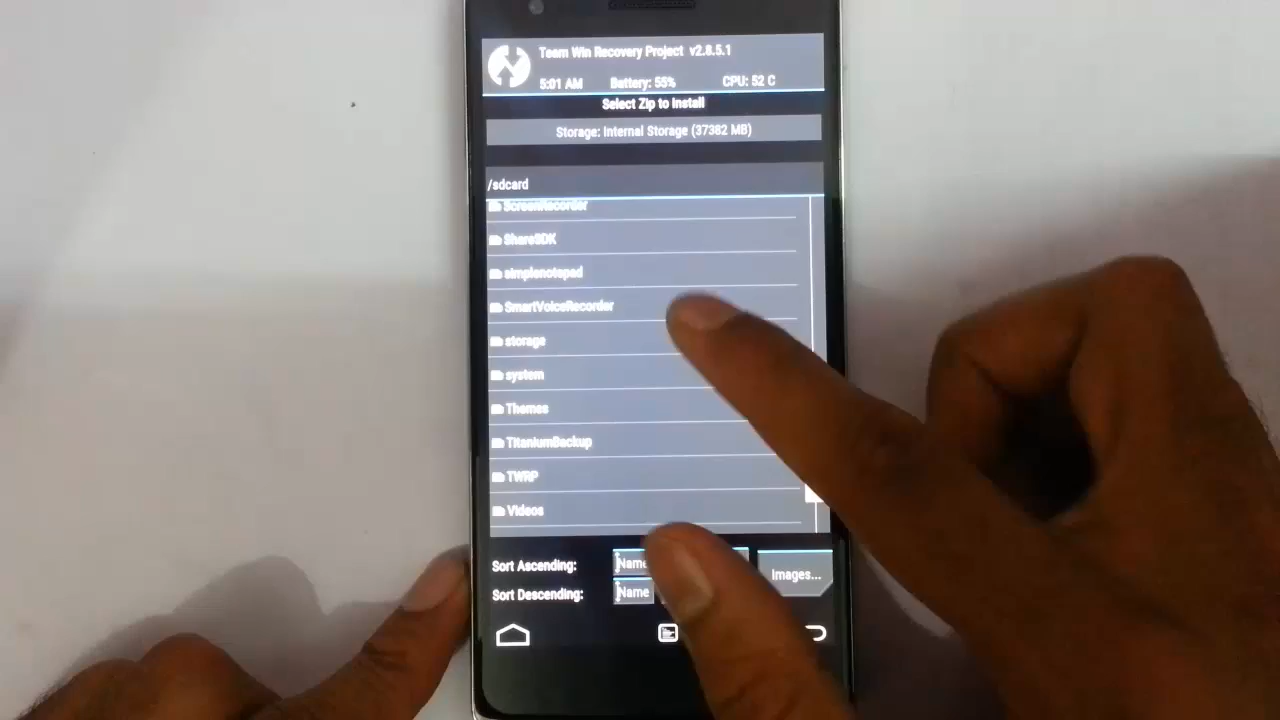 Team Win Recovery Project v2.8.5.1
5:01 AM Battery: 55% CPU: 52 C
Select Zip to Install
Storage: Internal Storage (37382 MB)
/sdcard
ScreenRecorder
ShareSDK
simplenotepad
SmartVoiceRecorder
storage
system
Themes
TitaniumBackup
TWRP
Videos
Sort Ascending: Name
Images...
Sort Descending: Name